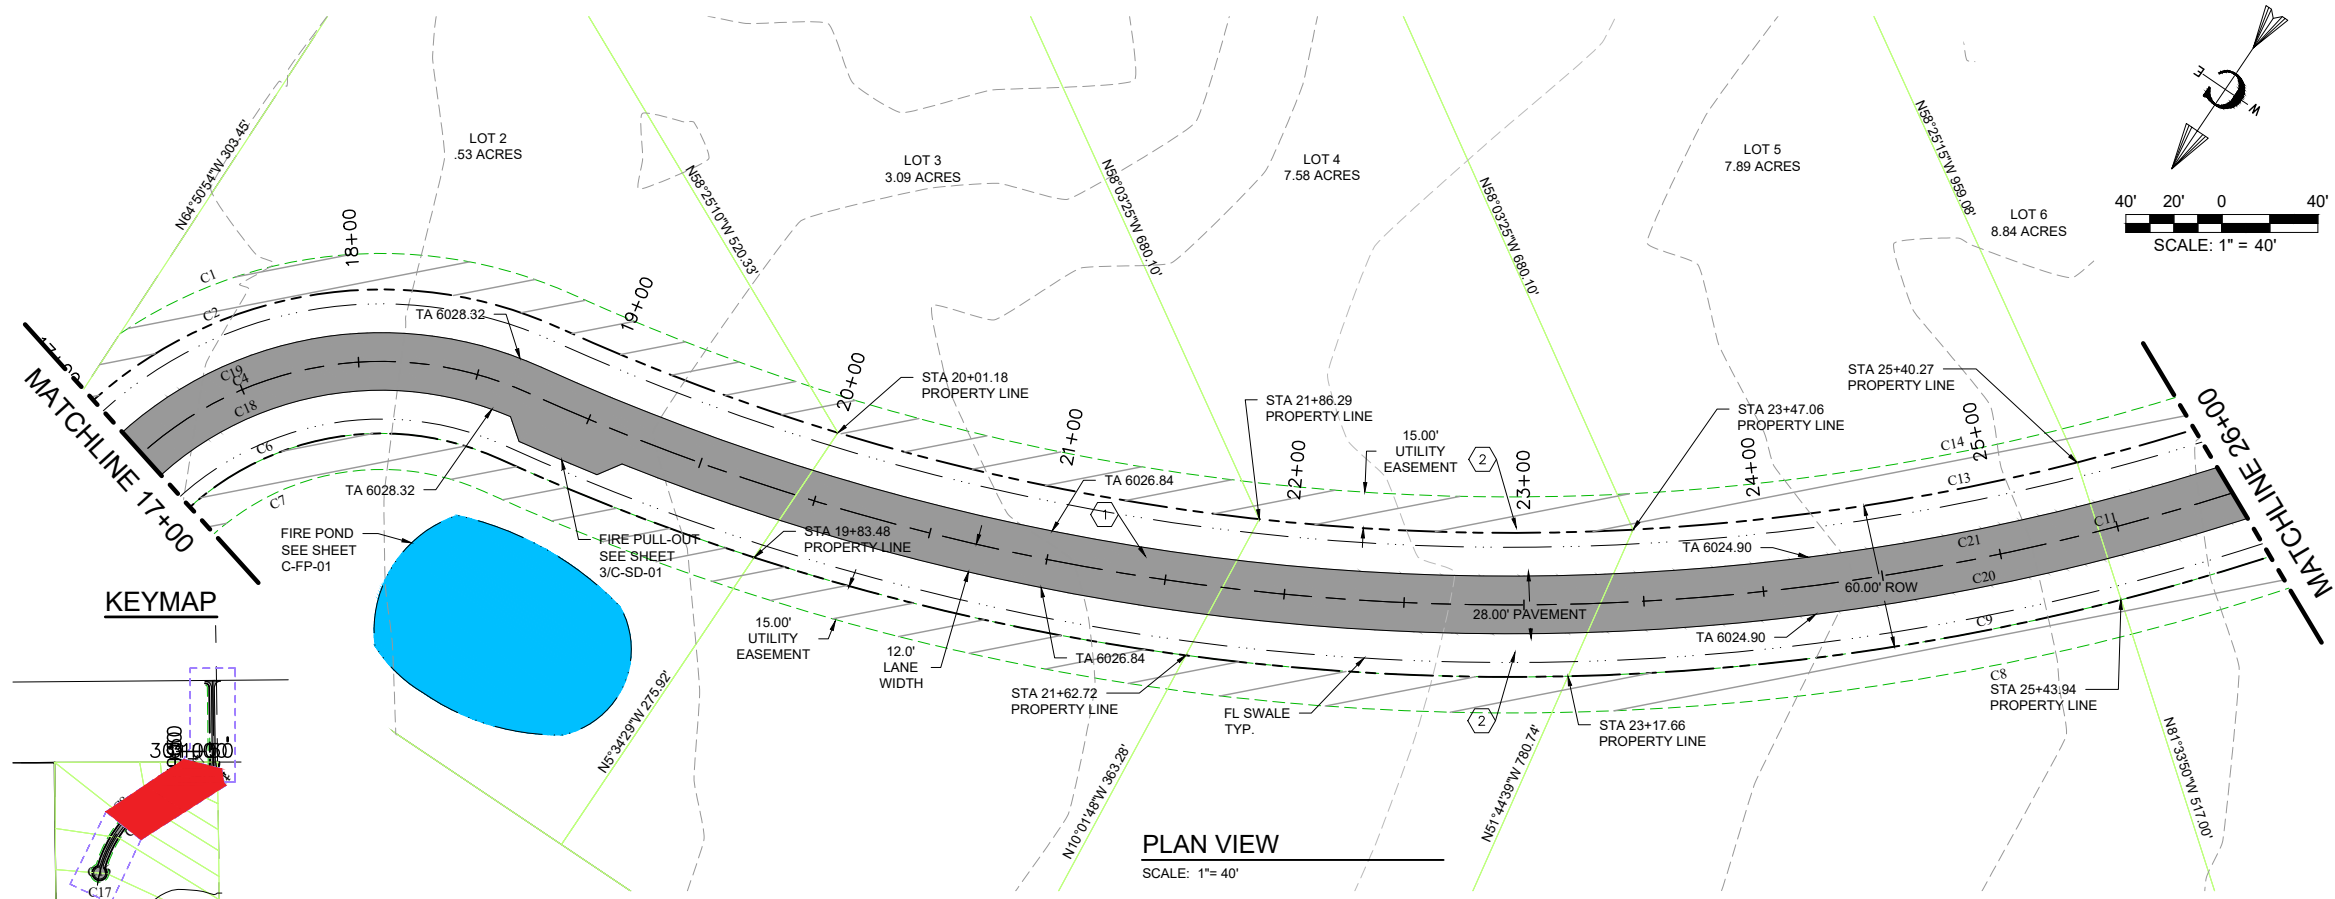 LOT 2
.53 ACRES
LOT 3
3.09 ACRES
LOT 4
7.58 ACRES
LOT 5
7.89 ACRES
LOT 6
8.84 ACRES
N64°50'54"W 303.45'
N58°25'10"W 520.33'
N58°03'25"W 680.10'
N58°03'25"W 680.10'
N58°25'15"W 959.08'
E
W
40' 20' 0 40'
SCALE: 1" = 40'
C1
C2
18+00
19+00
20+00
21+00
22+00
23+00
24+00
25+00
17+00
MATCHLINE 17+00
MATCHLINE 26+00
TA 6028.32
C19
C4
C18
C6
C7
TA 6028.32
STA 20+01.18
PROPERTY LINE
STA 21+86.29
PROPERTY LINE
15.00'
UTILITY
EASEMENT
2
STA 23+47.06
PROPERTY LINE
STA 25+40.27
PROPERTY LINE
C14
C13
C11
C21
C20
C9
C8
TA 6026.84
1
TA 6024.90
60.00' ROW
28.00' PAVEMENT
TA 6024.90
FIRE POND
SEE SHEET
C-FP-01
FIRE PULL-OUT
SEE SHEET
3/C-SD-01
STA 19+83.48
PROPERTY LINE
15.00'
UTILITY
EASEMENT
12.0'
LANE
WIDTH
TA 6026.84
STA 21+62.72
PROPERTY LINE
FL SWALE
TYP.
2
STA 23+17.66
PROPERTY LINE
STA 25+43.94
PROPERTY LINE
N5°34'29"W 275.92'
N10°01'48"W 363.28'
N51°44'39"W 780.74'
N81°33'50"W 517.00'
KEYMAP
C17
PLAN VIEW
SCALE: 1"= 40'